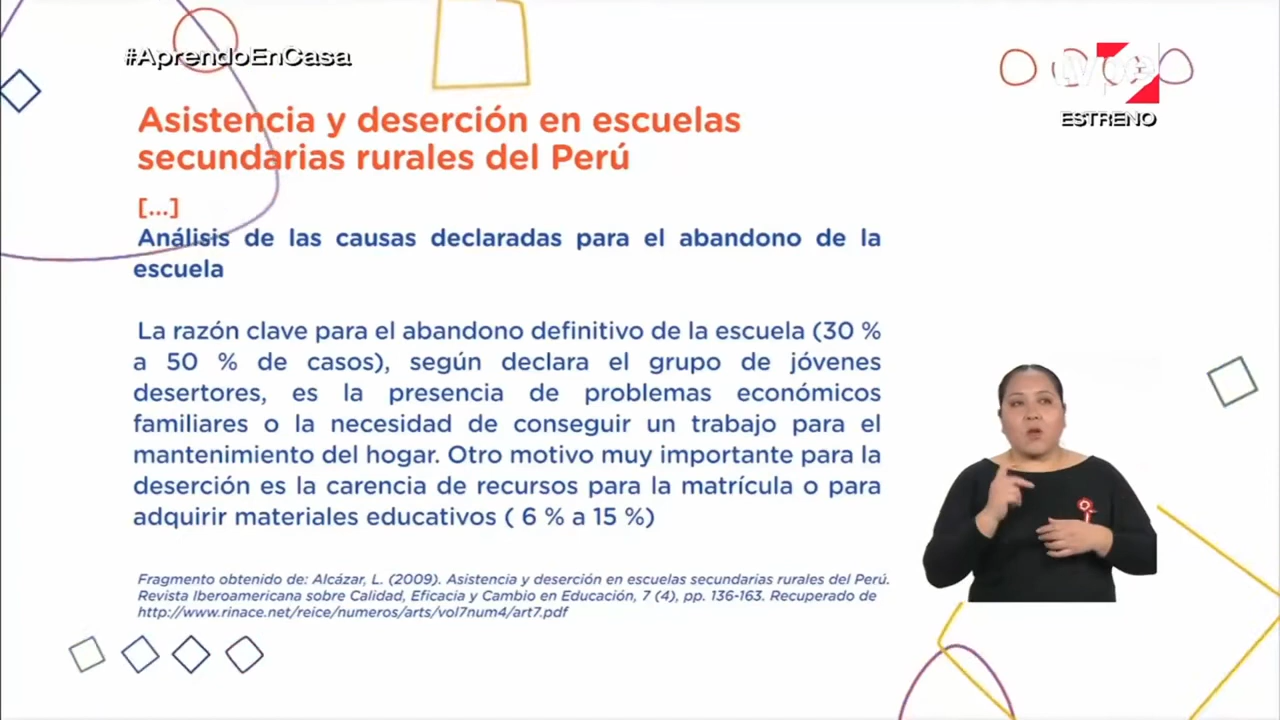 #AprendoEnCasa
tvpe
ESTRENO
Asistencia y deserción en escuelas
secundarias rurales del Perú
[...]
Análisis de las causas declaradas para el abandono de la
escuela
La razón clave para el abandono definitivo de la escuela (30 %
a 50 % de casos), según declara el grupo de jóvenes
desertores, es la presencia de problemas económicos
familiares o la necesidad de conseguir un trabajo para el
mantenimiento del hogar. Otro motivo muy importante para la
deserción es la carencia de recursos para la matrícula o para
adquirir materiales educativos ( 6 % a 15 %)
Fragmento obtenido de: Alcázar, L. (2009). Asistencia y deserción en escuelas secundarias rurales del Perú.
Revista Iberoamericana sobre Calidad, Eficacia y Cambio en Educación, 7 (4), pp. 136-163. Recuperado de
http://www.rinace.net/reice/numeros/arts/vol7num4/art7.pdf